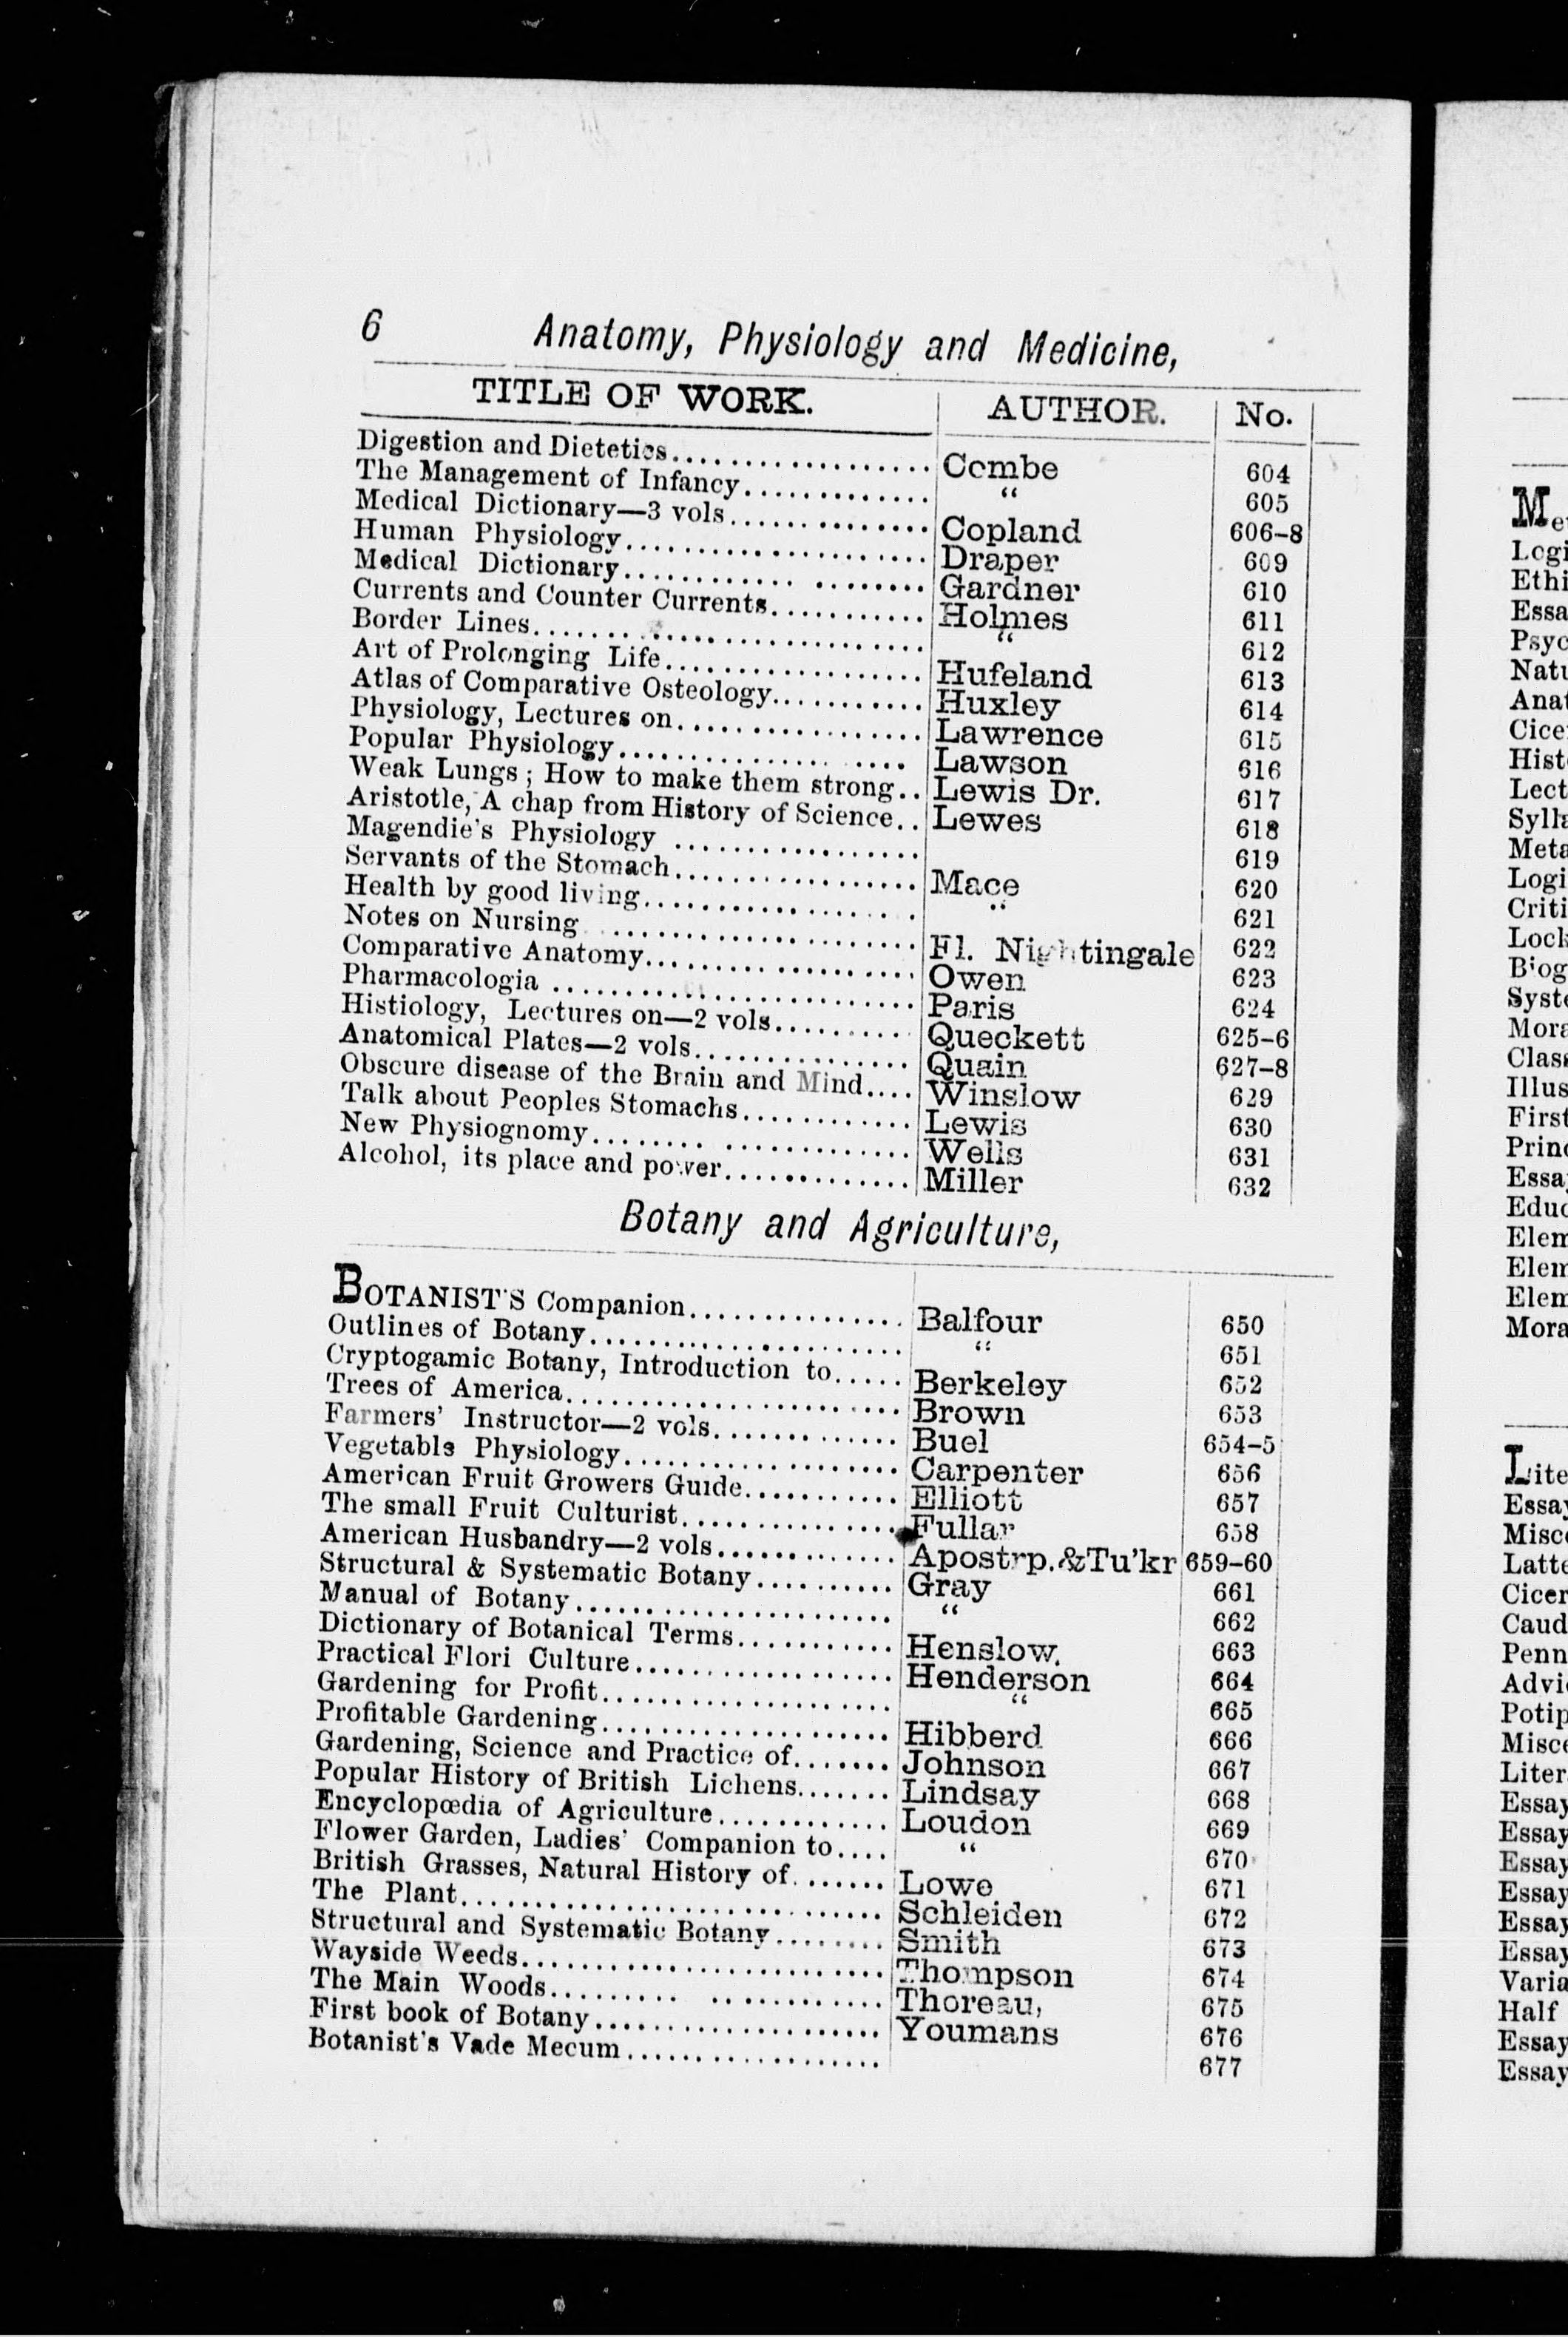 6 Anatomy, Physiology and Medicine,
TITLE OF WORK. AUTHOR. No.
Digestion and Dietetics.................. Combe 604
The Management of Infancy............. “ 605
Medical Dictionary—3 vols.............. Copland 606-8
Human Physiology..................... Draper 609
Medical Dictionary............ ........ Gardner 610
Currents and Counter Currents........... Holmes 611
Border Lines........................... “ 612
Art of Prolonging Life.................. Hufeland 613
Atlas of Comparative Osteology........... Huxley 614
Physiology, Lectures on................. Lawrence 615
Popular Physiology............... .... Lawson 616
Weak Lungs ; How to make them strong.. Lewis Dr. 617
Aristotle, A chap from History of Science.. Lewes 618
Magendie's Physiology ................. 619
Servants of the Stomach................. Mace 620
Health by good living................... “ 621
Notes on Nursing ....................... Fl. Nightingale 622
Comparative Anatomy................... Owen 623
Pharmacologia ......................... Paris 624
Histiology, Lectures on—2 vols.......... Queckett 625-6
Anatomical Plates—2 vols................ Quain 627-8
Obscure disease of the Brain and Mind.... Winslow 629
Talk about Peoples Stomachs............ Lewis 630
New Physiognomy........ ............. Wells 631
Alcohol, its place and power............. Miller 632
Botany and Agriculture,
BOTANIST'S Companion............... Balfour 650
Outlines of Botany...................... “ 651
Cryptogamic Botany, Introduction to..... Berkeley 652
Trees of America........................ Brown 653
Farmers' Instructor—2 vols............. Buel 654-5
Vegetable Physiology.................... Carpenter 656
American Fruit Growers Guide........... Elliott 657
The small Fruit Culturist................ Fullar 658
American Husbandry—2 vols............. Apostrp.&Tu'kr 659-60
Structural & Systematic Botany.......... Gray 661
Manual of Botany....................... “ 662
Dictionary of Botanical Terms............ Henslow. 663
Practical Flori Culture................... Henderson 664
Gardening for Profit..................... “ 665
Profitable Gardening..................... Hibberd 666
Gardening, Science and Practice of....... Johnson 667
Popular History of British Lichens....... Lindsay 668
Encyclopœdia of Agriculture............ Loudon 669
Flower Garden, Ladies' Companion to.... “ 670
British Grasses, Natural History of....... Lowe 671
The Plant............................... Schleiden 672
Structural and Systematic Botany........ Smith 673
Wayside Weeds.......................... Thompson 674
The Main Woods.......... ............ Thoreau, 675
First book of Botany..................... Youmans 676
Botanist's Vade Mecum................... 677